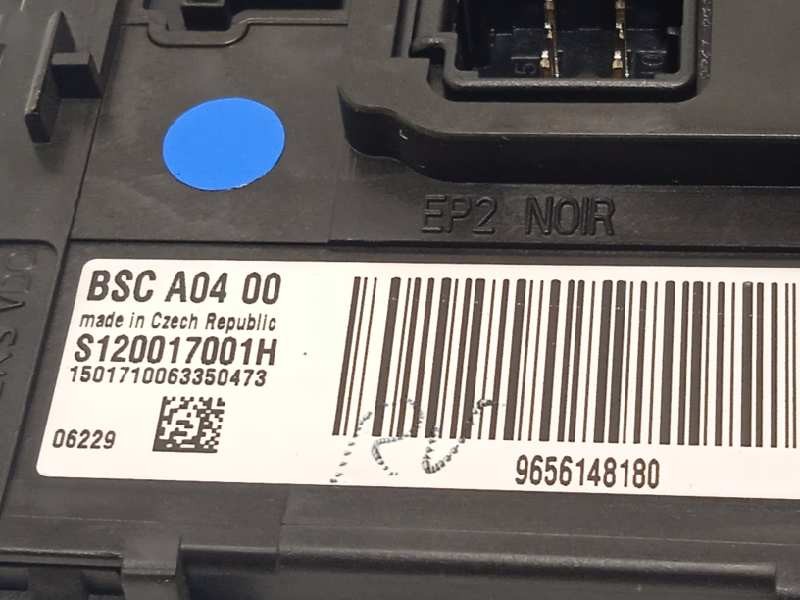 EP2 NOIR
BSC A04 00
made in Czech Republic
S120017001H
1501710063350473
06229
9656148180